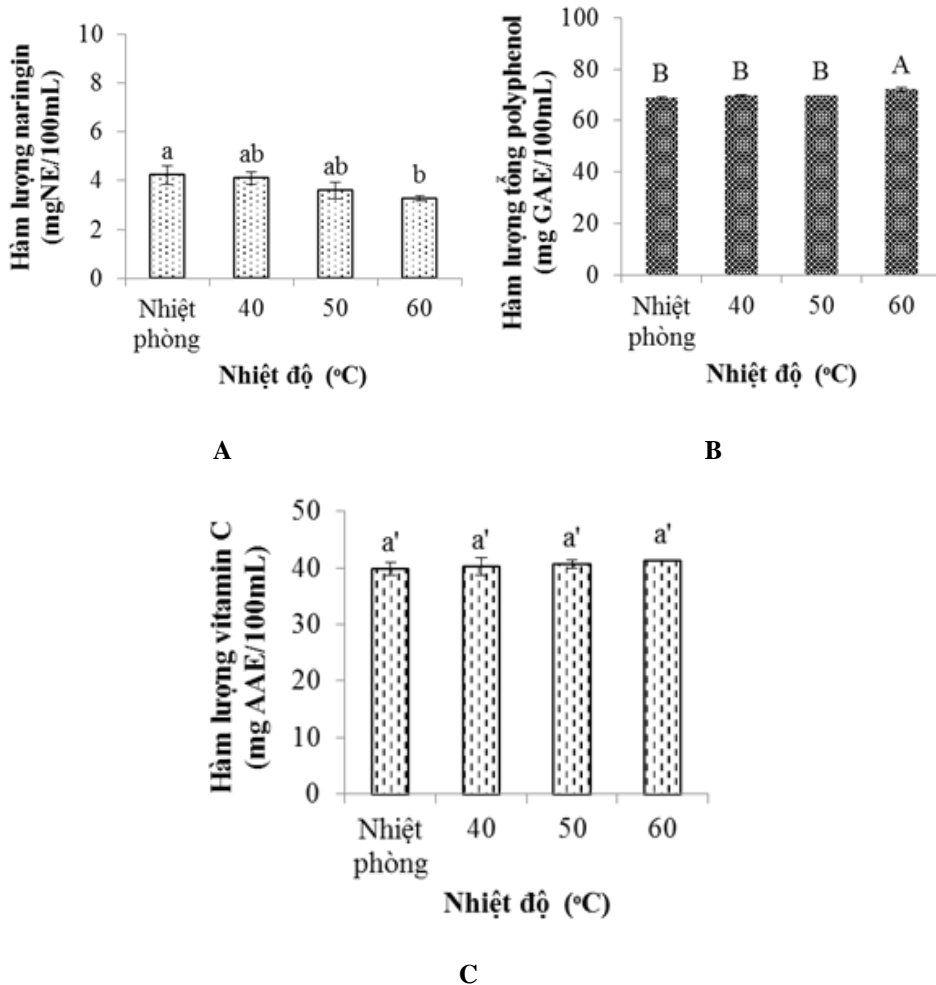 Hàm lượng naringin
(mgNE/100mL)
10
8
6
4
2
0
a
ab
ab
b
Nhiệt
phòng
40
50
60
Nhiệt độ (°C)
A
Hàm lượng tổng polyphenol
(mg GAE/100mL)
100
80
60
40
20
0
B
B
B
A
Nhiệt
phòng
40
50
60
Nhiệt độ (°C)
B
Hàm lượng vitamin C
(mg AAE/100mL)
50
40
30
20
10
0
a'
a'
a'
a'
Nhiệt
phòng
40
50
60
Nhiệt độ (°C)
C